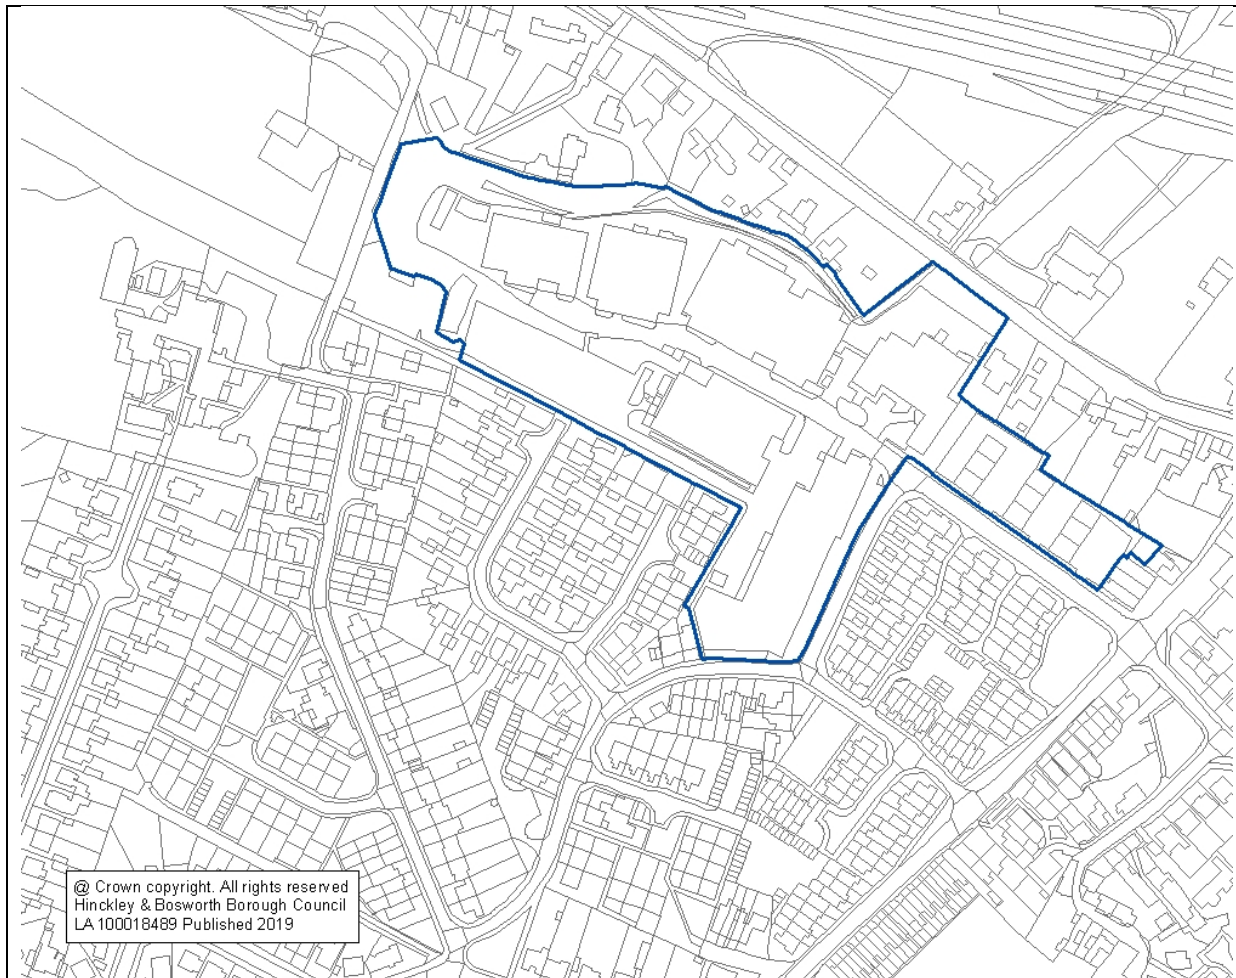 @ Crown copyright. All rights reserved
Hinckley & Bosworth Borough Council
LA 100018489 Published 2019